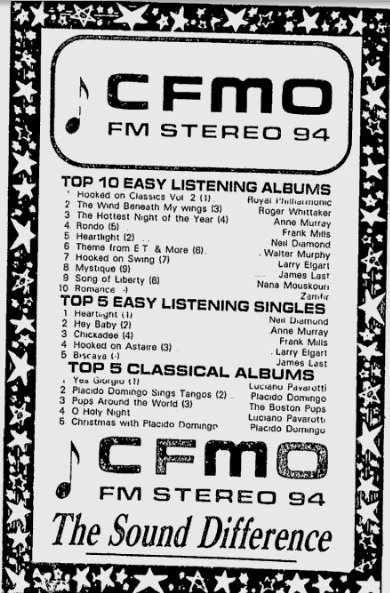 CFMO
FM STEREO 94
TOP 10 EASY LISTENING ALBUMS
1 Hooked on Classics Vol 2 (1) Royal Philharmonic
2 The Wind Beneath My wings (3) Roger Whittaker
3 The Hottest Night of the Year (4) Anne Murray
4 Rondo (5) Frank Mills
5 Heartlight (2) Neil Diamond
6 Theme from E T & More (6) Walter Murphy
7 Hooked on Swing (7) Larry Elgart
8 Mystique (9) James Last
9 Song of Liberty (8) Nana Mouskouri
10 Romance - Zamfir
TOP 5 EASY LISTENING SINGLES
1 Heartlight (1) Neil Diamond
2 Hey Baby (2) Anne Murray
3 Chickadee (4) Frank Mills
4 Hooked on Astaire (3) Larry Elgart
5 Biscaya (-) James Last
TOP 5 CLASSICAL ALBUMS
1 Yes Giorgio (1) Luciano Pavarotti
2 Placido Domingo Sings Tangos (2) Placido Domingo
3 Pops Around the World (3) The Boston Pops
4 O Holy Night Luciano Pavarotti
5 Christmas with Placido Domingo Placido Domingo
CFMO
FM STEREO 94
The Sound Difference